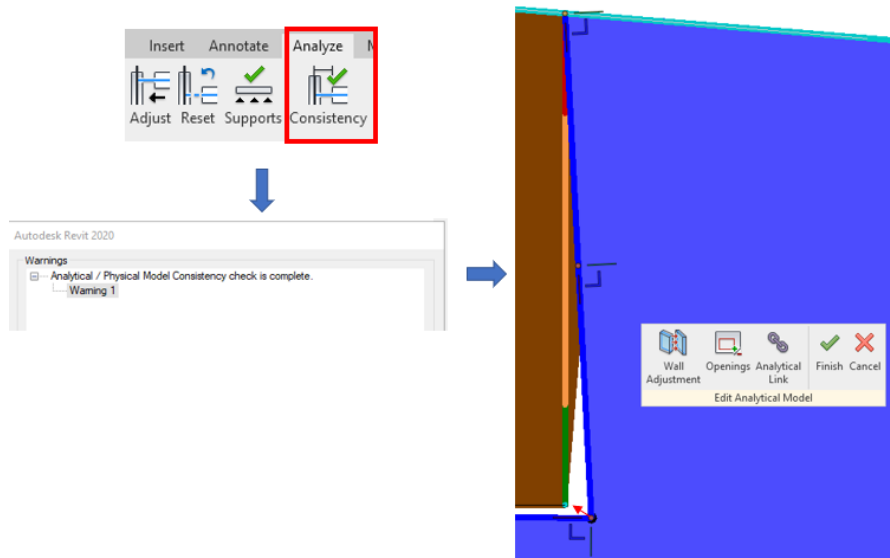 Insert Annotate Analyze
Adjust Reset Supports Consistency
Autodesk Revit 2020
Warnings
Analytical / Physical Model Consistency check is complete.
Warning 1
Wall Adjustment Openings Analytical Link Finish Cancel
Edit Analytical Model